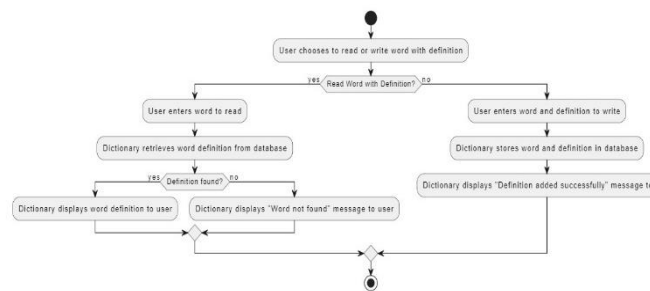 User chooses to read or write word with definition
yes
Read Word with Definition?
no
User enters word to read
User enters word and definition to write
Dictionary retrieves word definition from database
Dictionary stores word and definition in database
yes
Definition found?
no
Dictionary displays "Definition added successfully" message to
Dictionary displays word definition to user
Dictionary displays "Word not found" message to user